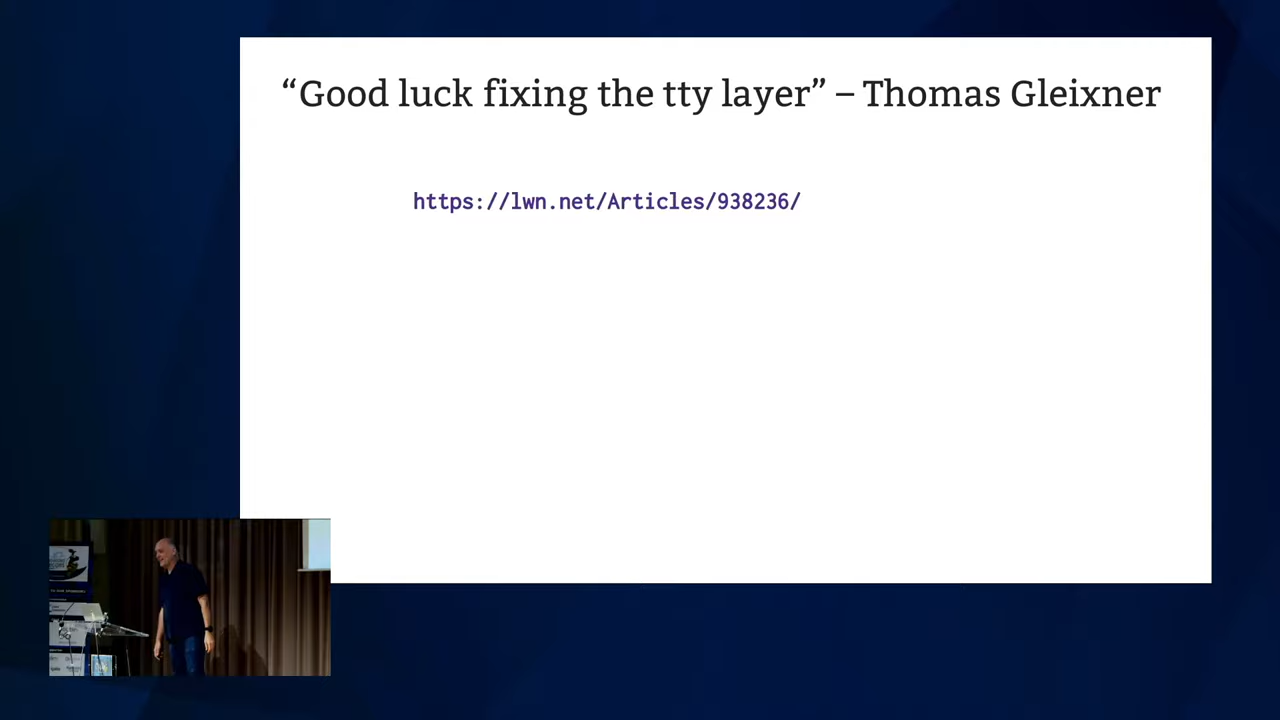 “Good luck fixing the tty layer” – Thomas Gleixner
https://lwn.net/Articles/938236/